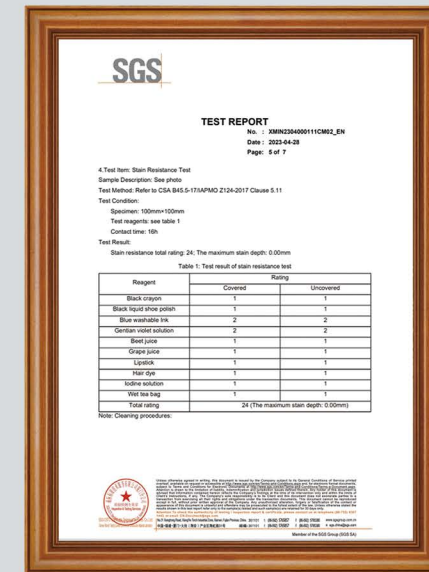 SGS
TEST REPORT
No. : XMIN2304000111CM02_EN
Date : 2023-04-28
Page: 5 of 7
4.Test Item: Stain Resistance Test
Sample Description: See photo
Test Method: Refer to CSA B45.5-17/IAPMO Z124-2017 Clause 5.11
Test Condition:
Specimen: 100mm×100mm
Test reagents: see table 1
Contact time: 16h
Test Result:
Stain resistance total rating: 24; The maximum stain depth: 0.00mm
Table 1: Test result of stain resistance test
Reagent Rating
Covered Uncovered
Black crayon 1 1
Black liquid shoe polish 1 1
Blue washable Ink 2 2
Gentian violet solution 2 2
Beet juice 1 1
Grape juice 1 1
Lipstick 1 1
Hair dye 1 1
Iodine solution 1 1
Wet tea bag 1 1
Total rating 24 (The maximum stain depth: 0.00mm)
Note: Cleaning procedures:
Member of the SGS Group (SGS SA)